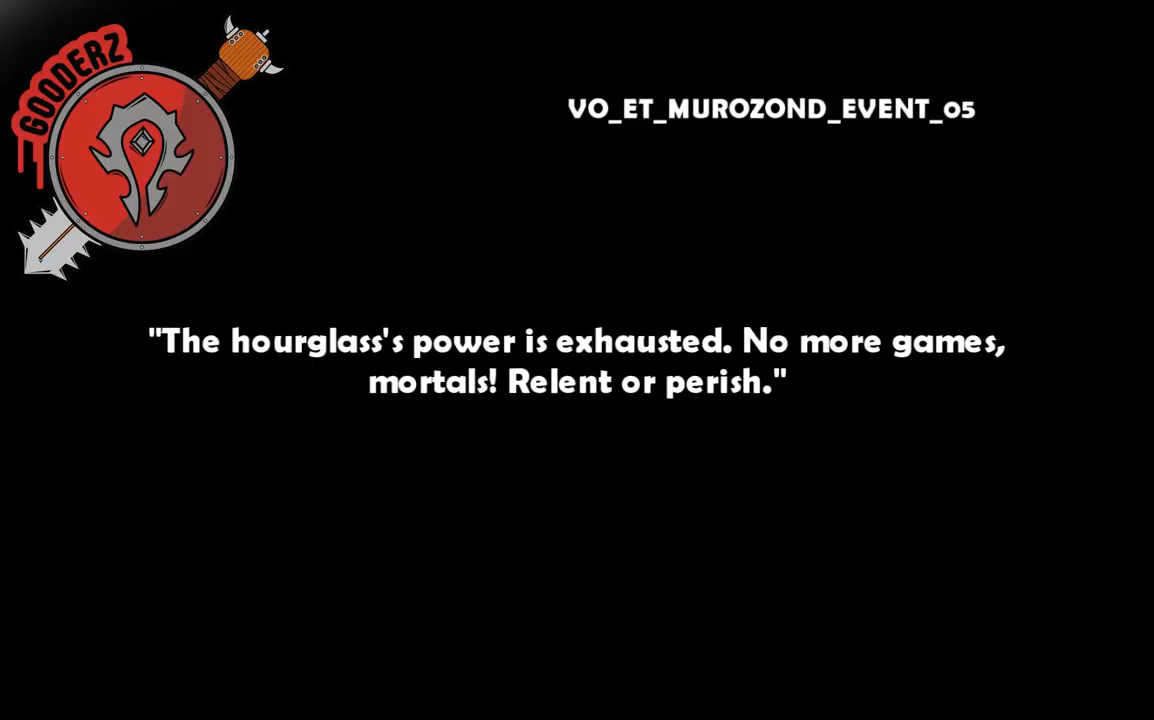 GOODERZ
VO_ET_MUROZOND_EVENT_05
"The hourglass's power is exhausted. No more games,
mortals! Relent or perish."